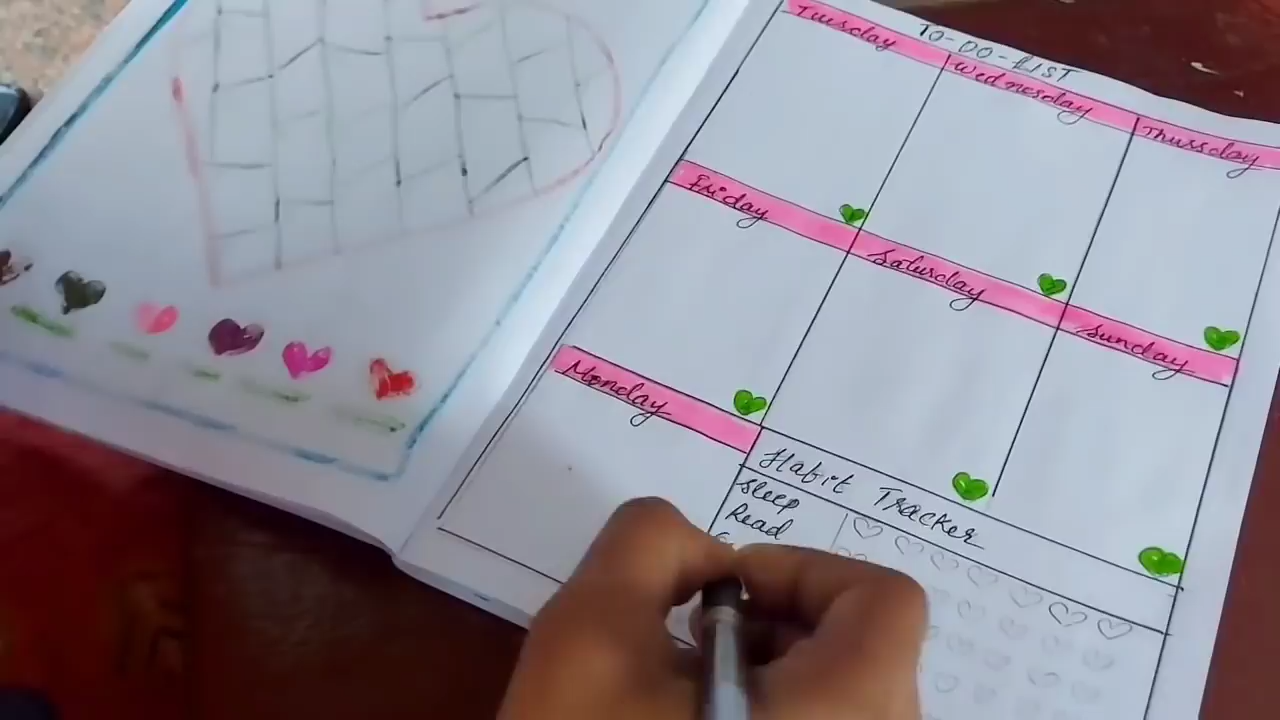 TO-DO-LIST
Tuesday Wednesday Thursday
Friday Saturday Sunday
Monday
Habit Tracker
Sleep
Read